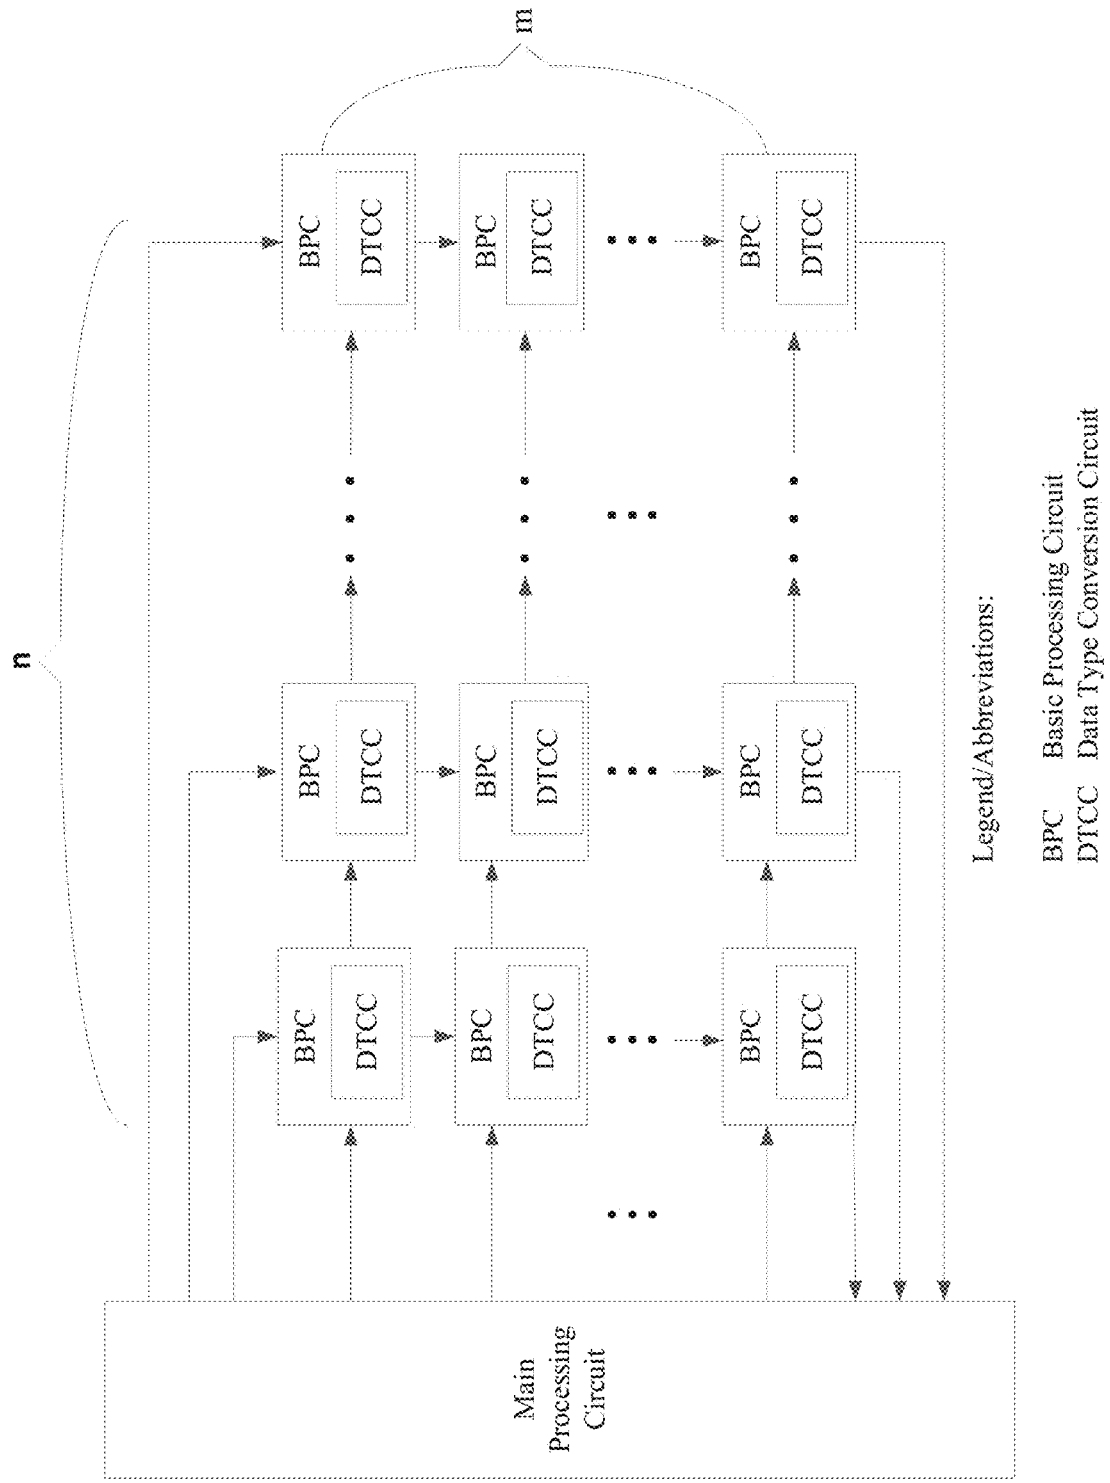 n
BPC
DTCC
BPC
DTCC
BPC
DTCC
Main
Processing
Circuit
BPC
DTCC
BPC
DTCC
BPC
DTCC
m
BPC
DTCC
BPC
DTCC
BPC
DTCC
Legend/Abbreviations:
BPC Basic Processing Circuit
DTCC Data Type Conversion Circuit